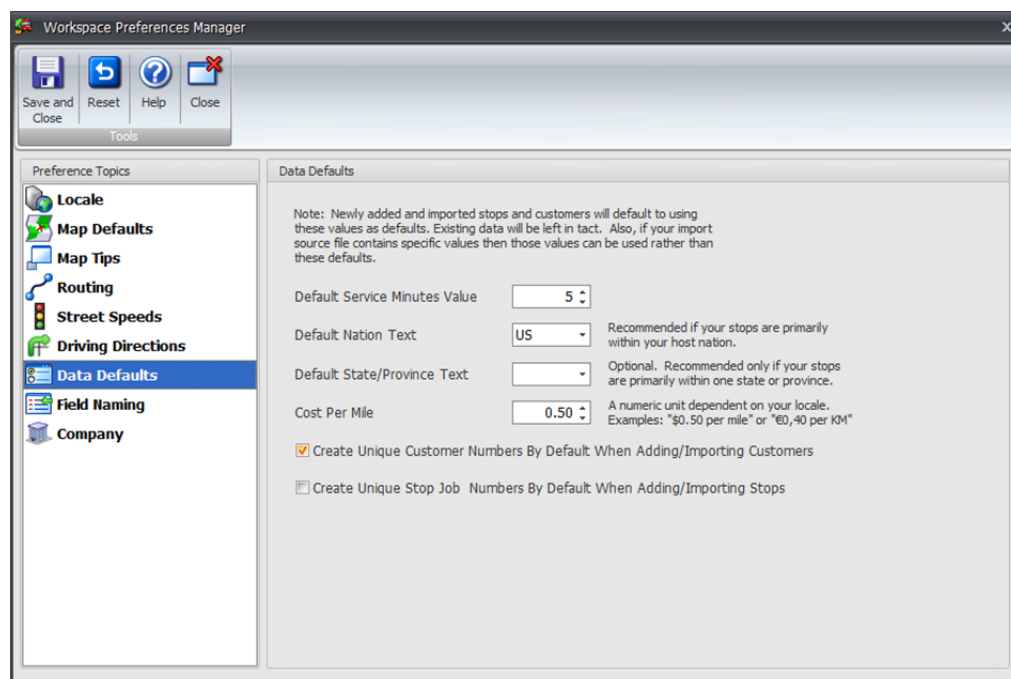 Workspace Preferences Manager
x
Save and Close
Reset
Help
Close
Tools
Preference Topics
Locale
Map Defaults
Map Tips
Routing
Street Speeds
Driving Directions
Data Defaults
Field Naming
Company
Data Defaults
Note:  Newly added and imported stops and customers will default to using
these values as defaults. Existing data will be left in tact.  Also, if your import
source file contains specific values then those values can be used rather than
these defaults.
Default Service Minutes Value 5
Default Nation Text US
Recommended if your stops are primarily
within your host nation.
Default State/Province Text
Optional.  Recommended only if your stops
are primarily within one state or province.
Cost Per Mile 0.50
A numeric unit dependent on your locale.
Examples: "$0.50 per mile" or "€0,40 per KM"
Create Unique Customer Numbers By Default When Adding/Importing Customers
Create Unique Stop Job  Numbers By Default When Adding/Importing Stops